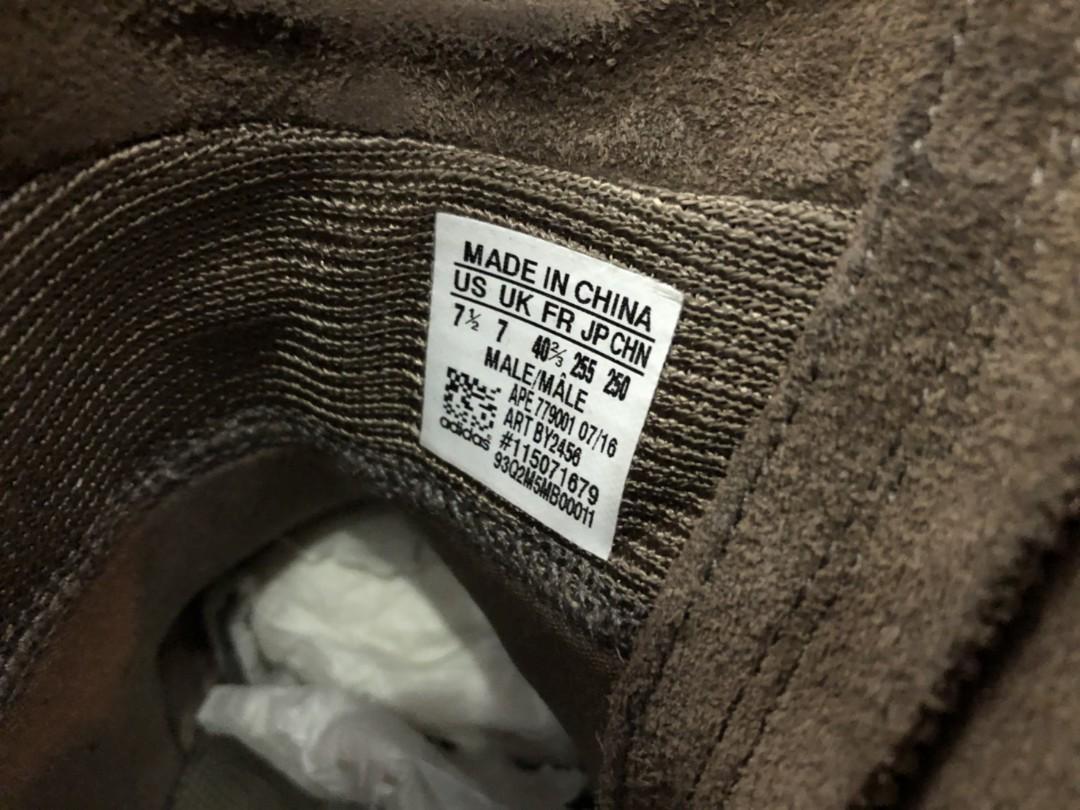 MADE IN CHINA
US UK FR JP CHN
7½ 7 40⅔ 255 250
MALE/MÂLE
APE 779001 07/16
ART BY2456
#115071679
93Q2M5MB00011
adidas